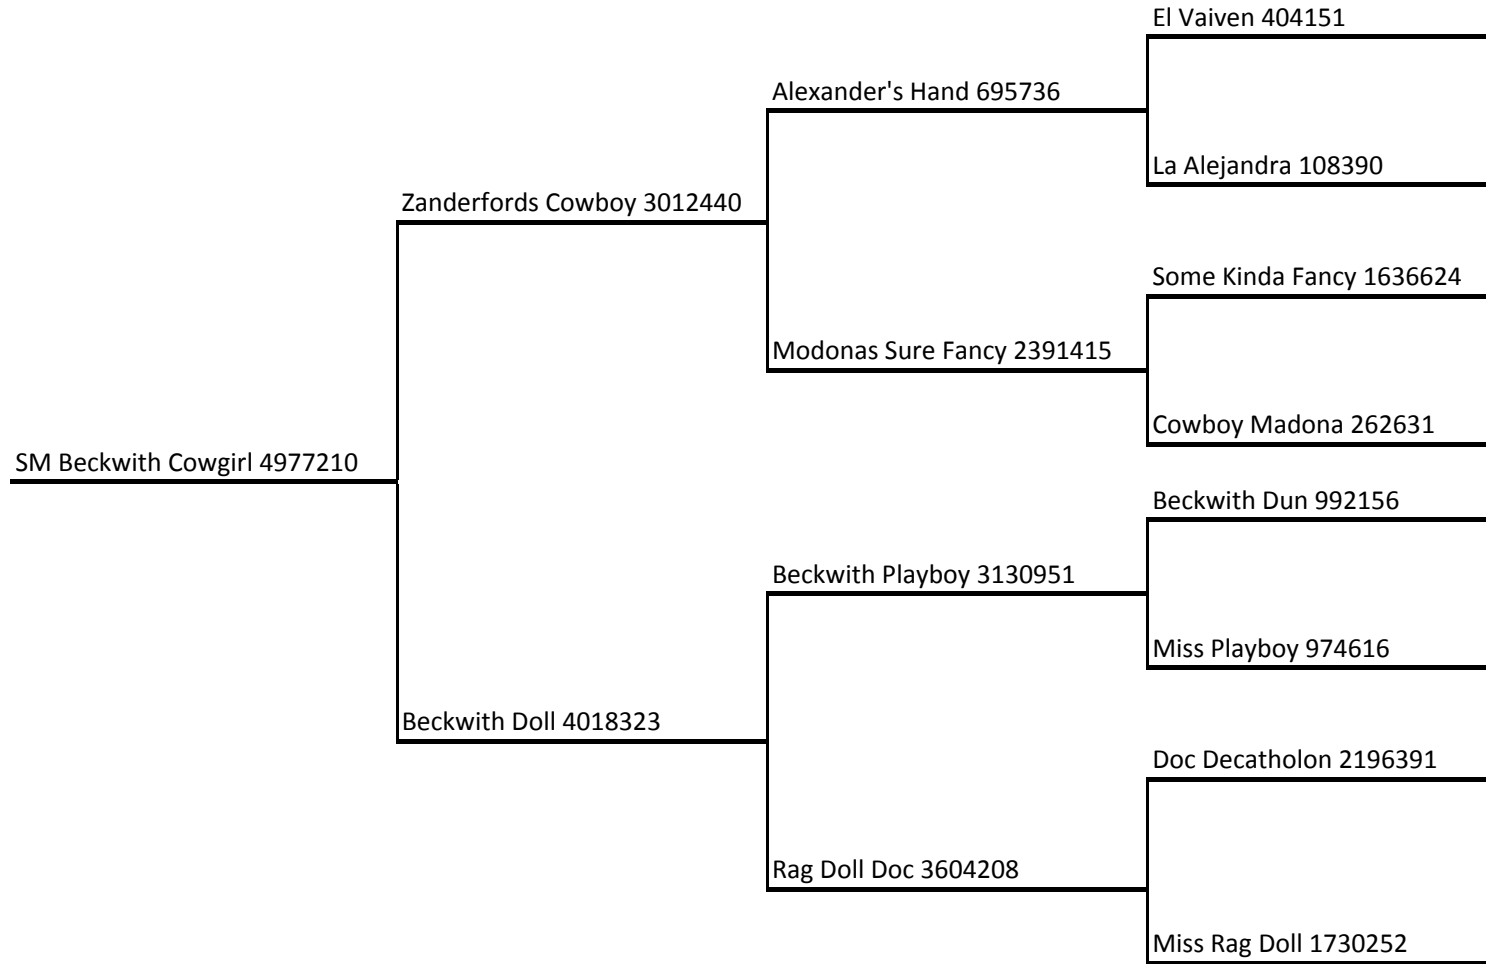 El Vaiven 404151
Alexander's Hand 695736
La Alejandra 108390
Zanderfords Cowboy 3012440
Some Kinda Fancy 1636624
Modonas Sure Fancy 2391415
Cowboy Madona 262631
SM Beckwith Cowgirl 4977210
Beckwith Dun 992156
Beckwith Playboy 3130951
Miss Playboy 974616
Beckwith Doll 4018323
Doc Decatholon 2196391
Rag Doll Doc 3604208
Miss Rag Doll 1730252